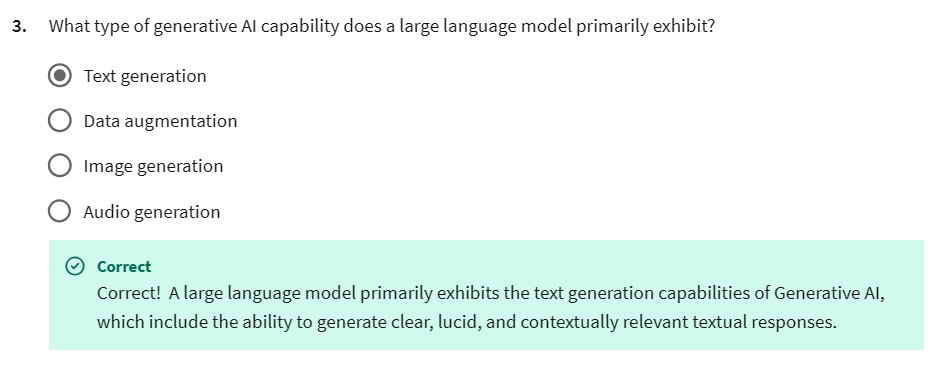 3. What type of generative AI capability does a large language model primarily exhibit?
Text generation
Data augmentation
Image generation
Audio generation
Correct
Correct! A large language model primarily exhibits the text generation capabilities of Generative AI,
which include the ability to generate clear, lucid, and contextually relevant textual responses.